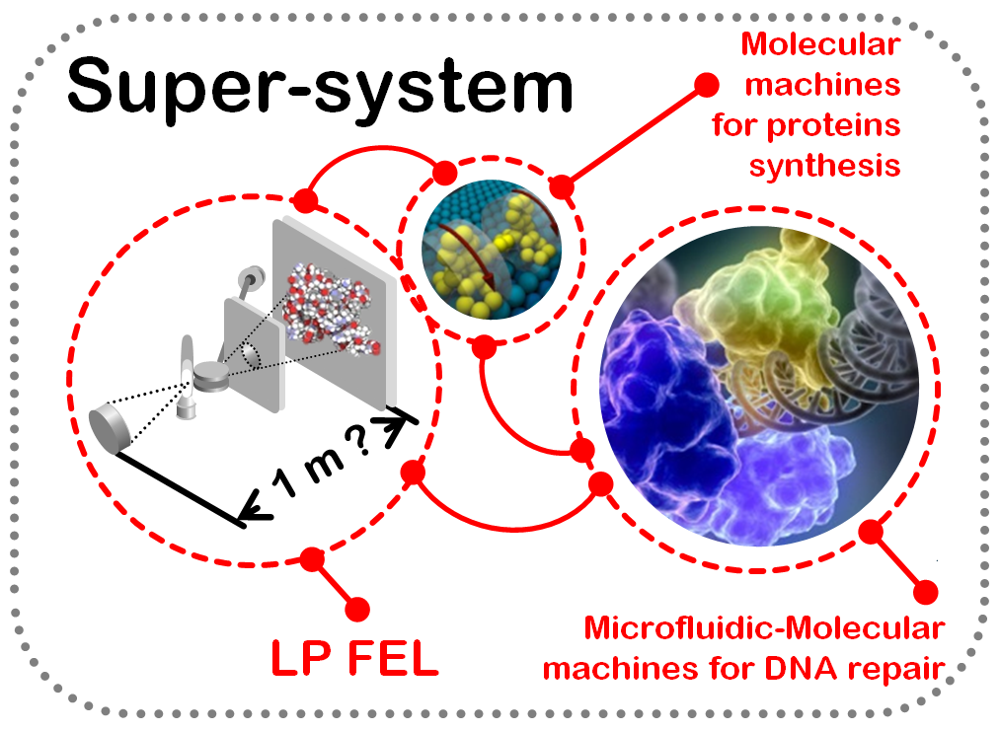 Super-system
Molecular
machines
for proteins
synthesis
1 m ?
LP FEL
Microfluidic-Molecular
machines for DNA repair